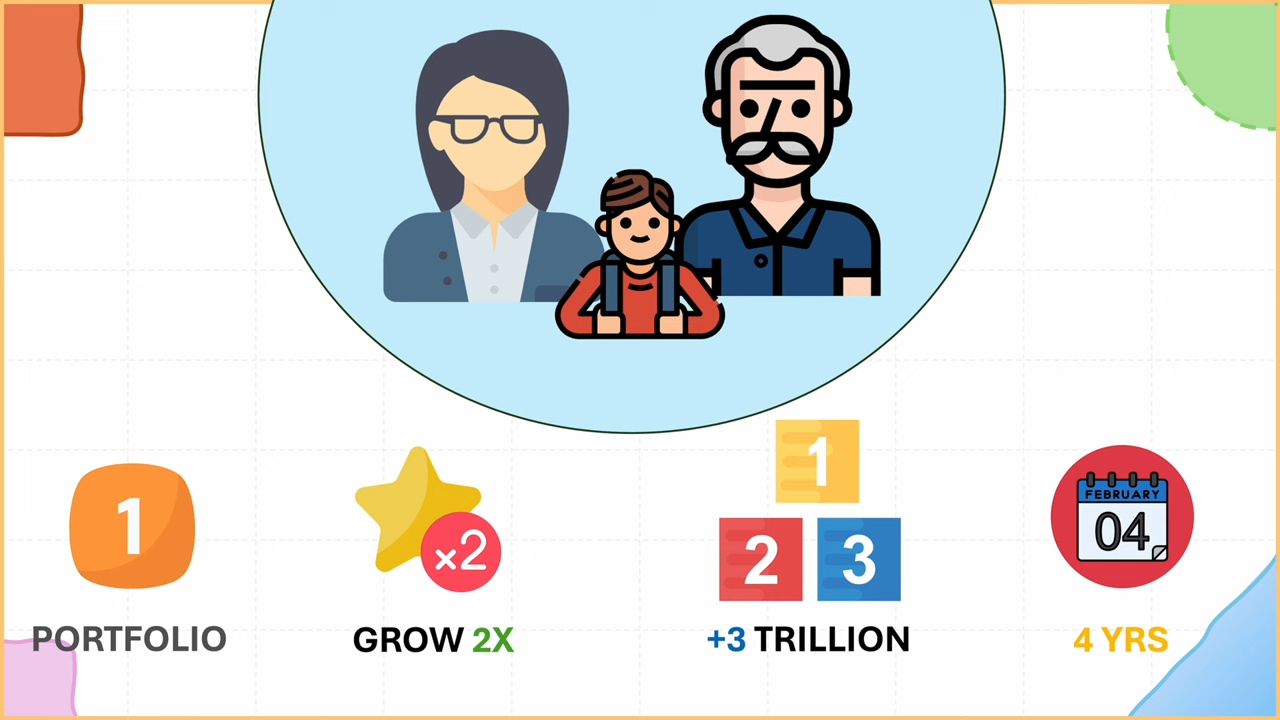 1
PORTFOLIO
×2
GROW 2X
1
2 3
+3 TRILLION
FEBRUARY
04
4 YRS